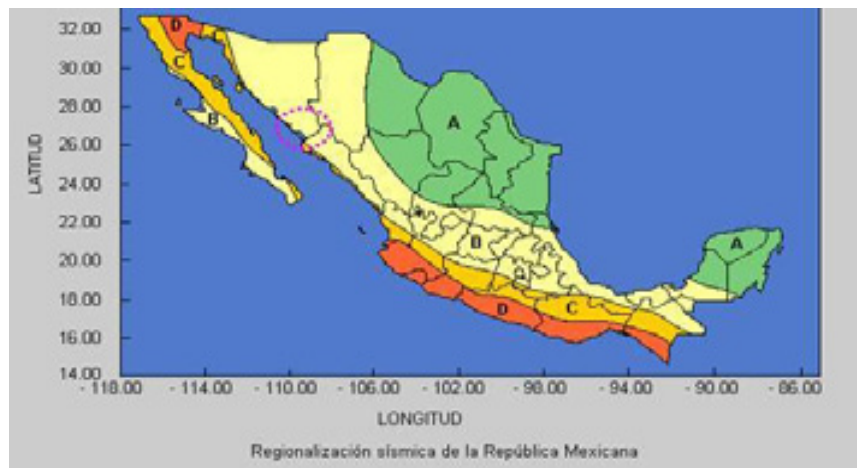 32.00
30.00
28.00
26.00
24.00
22.00
20.00
18.00
16.00
14.00
LATITUD
D
C
C
B
A
B
A
C
D
- 118.00 - 114.00 - 110.00 - 106.00 - 102.00 - 98.00 - 94.00 - 90.00 - 86.00
LONGITUD
Regionalización sísmica de la República Mexicana